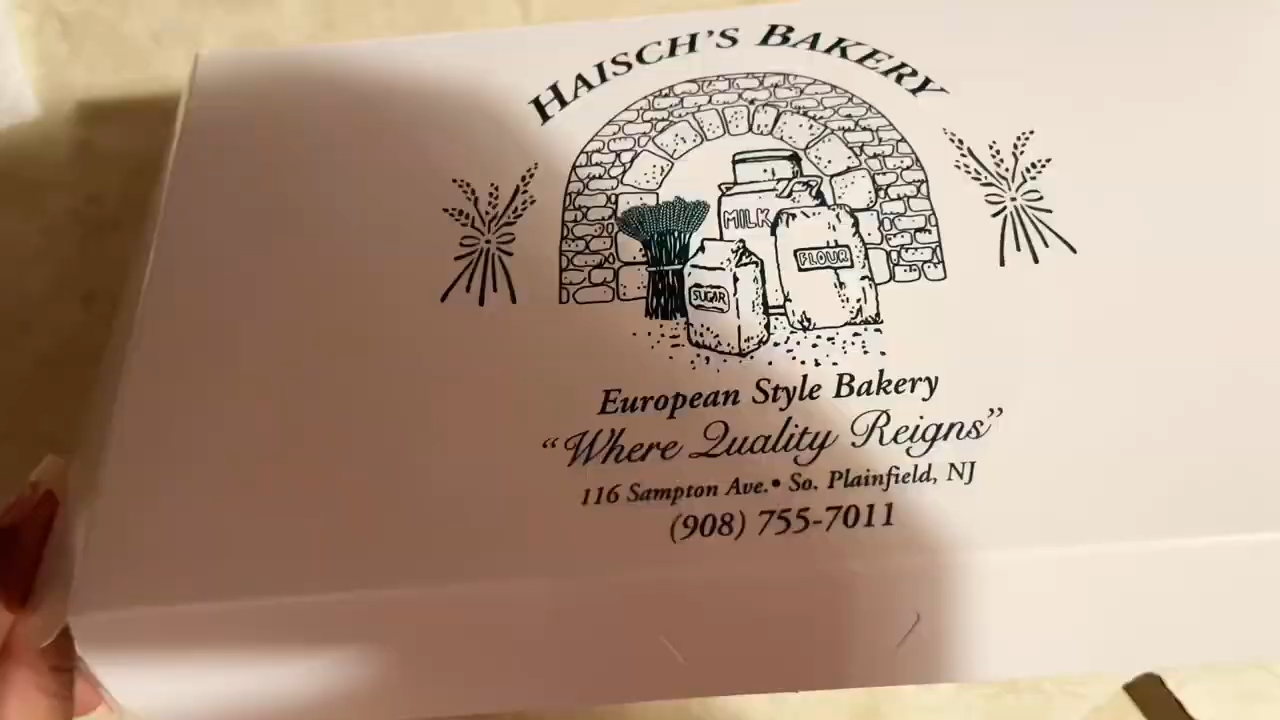 HAISCH'S BAKERY
MILK
FLOUR
SUGAR
European Style Bakery
"Where Quality Reigns"
116 Sampton Ave.• So. Plainfield, NJ
(908) 755-7011